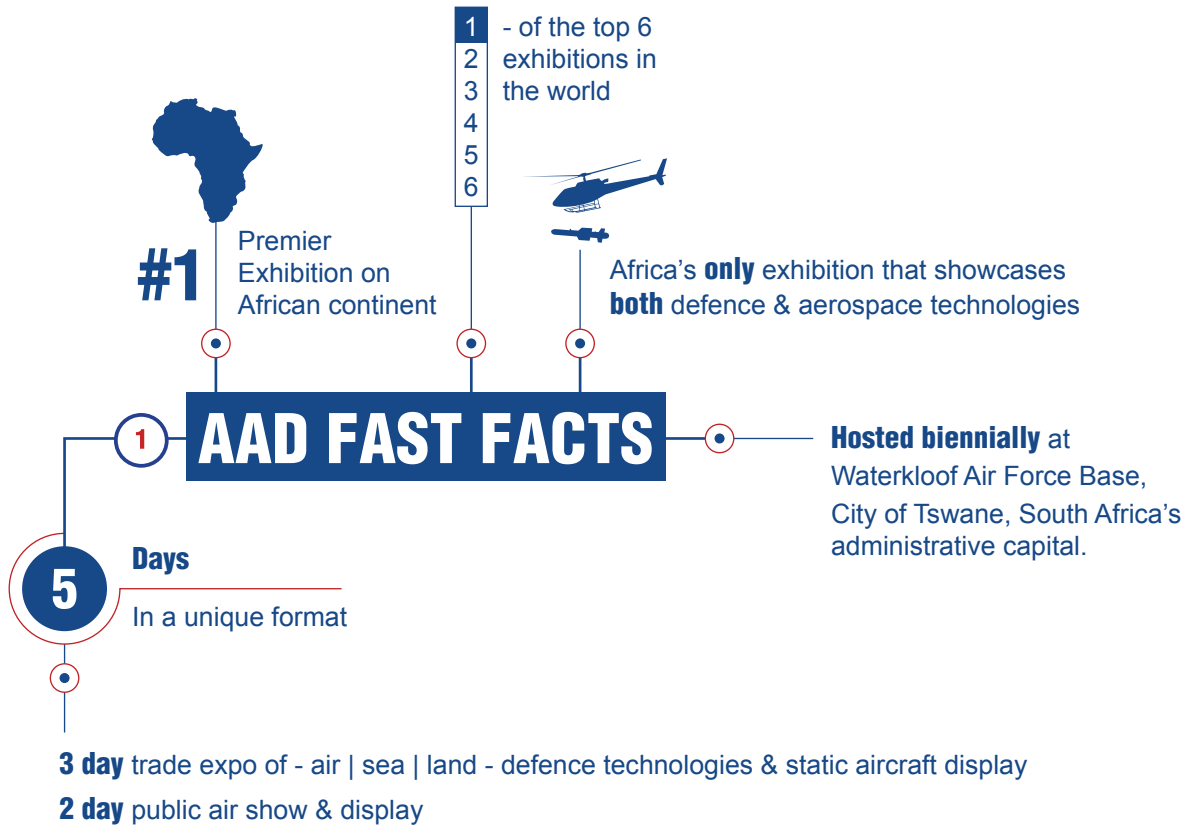 1
2
3
4
5
6
- of the top 6
exhibitions in
the world
#1
Premier
Exhibition on
African continent
Africa's only exhibition that showcases
both defence & aerospace technologies
1
AAD FAST FACTS
Hosted biennially at
Waterkloof Air Force Base,
City of Tswane, South Africa's
administrative capital.
5
Days
In a unique format
3 day trade expo of - air | sea | land - defence technologies & static aircraft display
2 day public air show & display